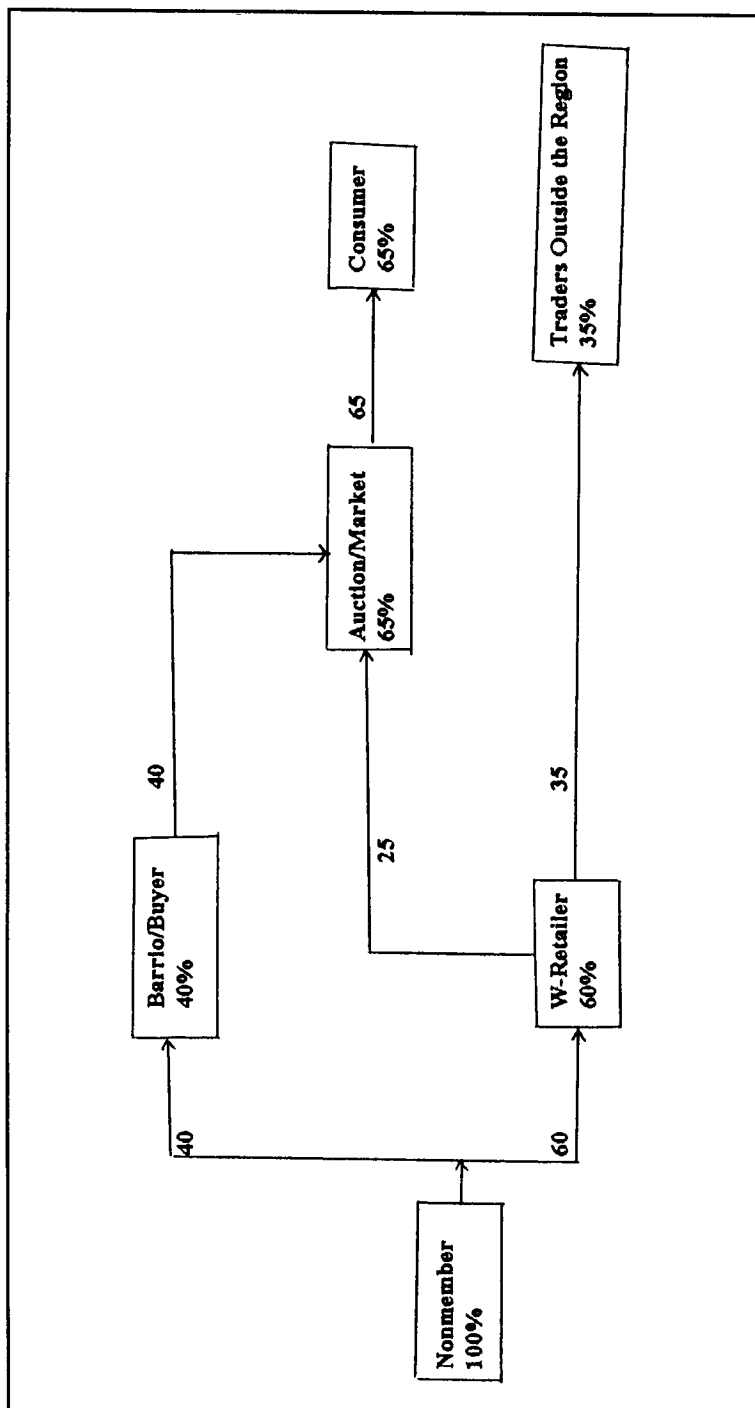 Nonmember
100%
40
60
Barrio/Buyer
40%
W-Retailer
60%
40
25
35
Auction/Market
65%
65
Consumer
65%
Traders Outside the Region
35%